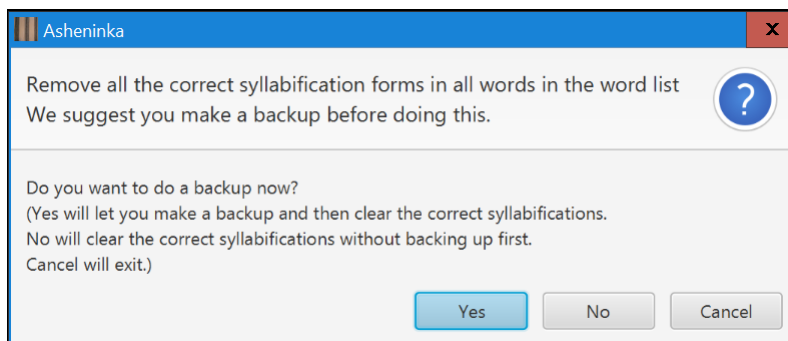 Asheninka
x
Remove all the correct syllabification forms in all words in the word list
We suggest you make a backup before doing this.
?
Do you want to do a backup now?
(Yes will let you make a backup and then clear the correct syllabifications.
No will clear the correct syllabifications without backing up first.
Cancel will exit.)
Yes No Cancel